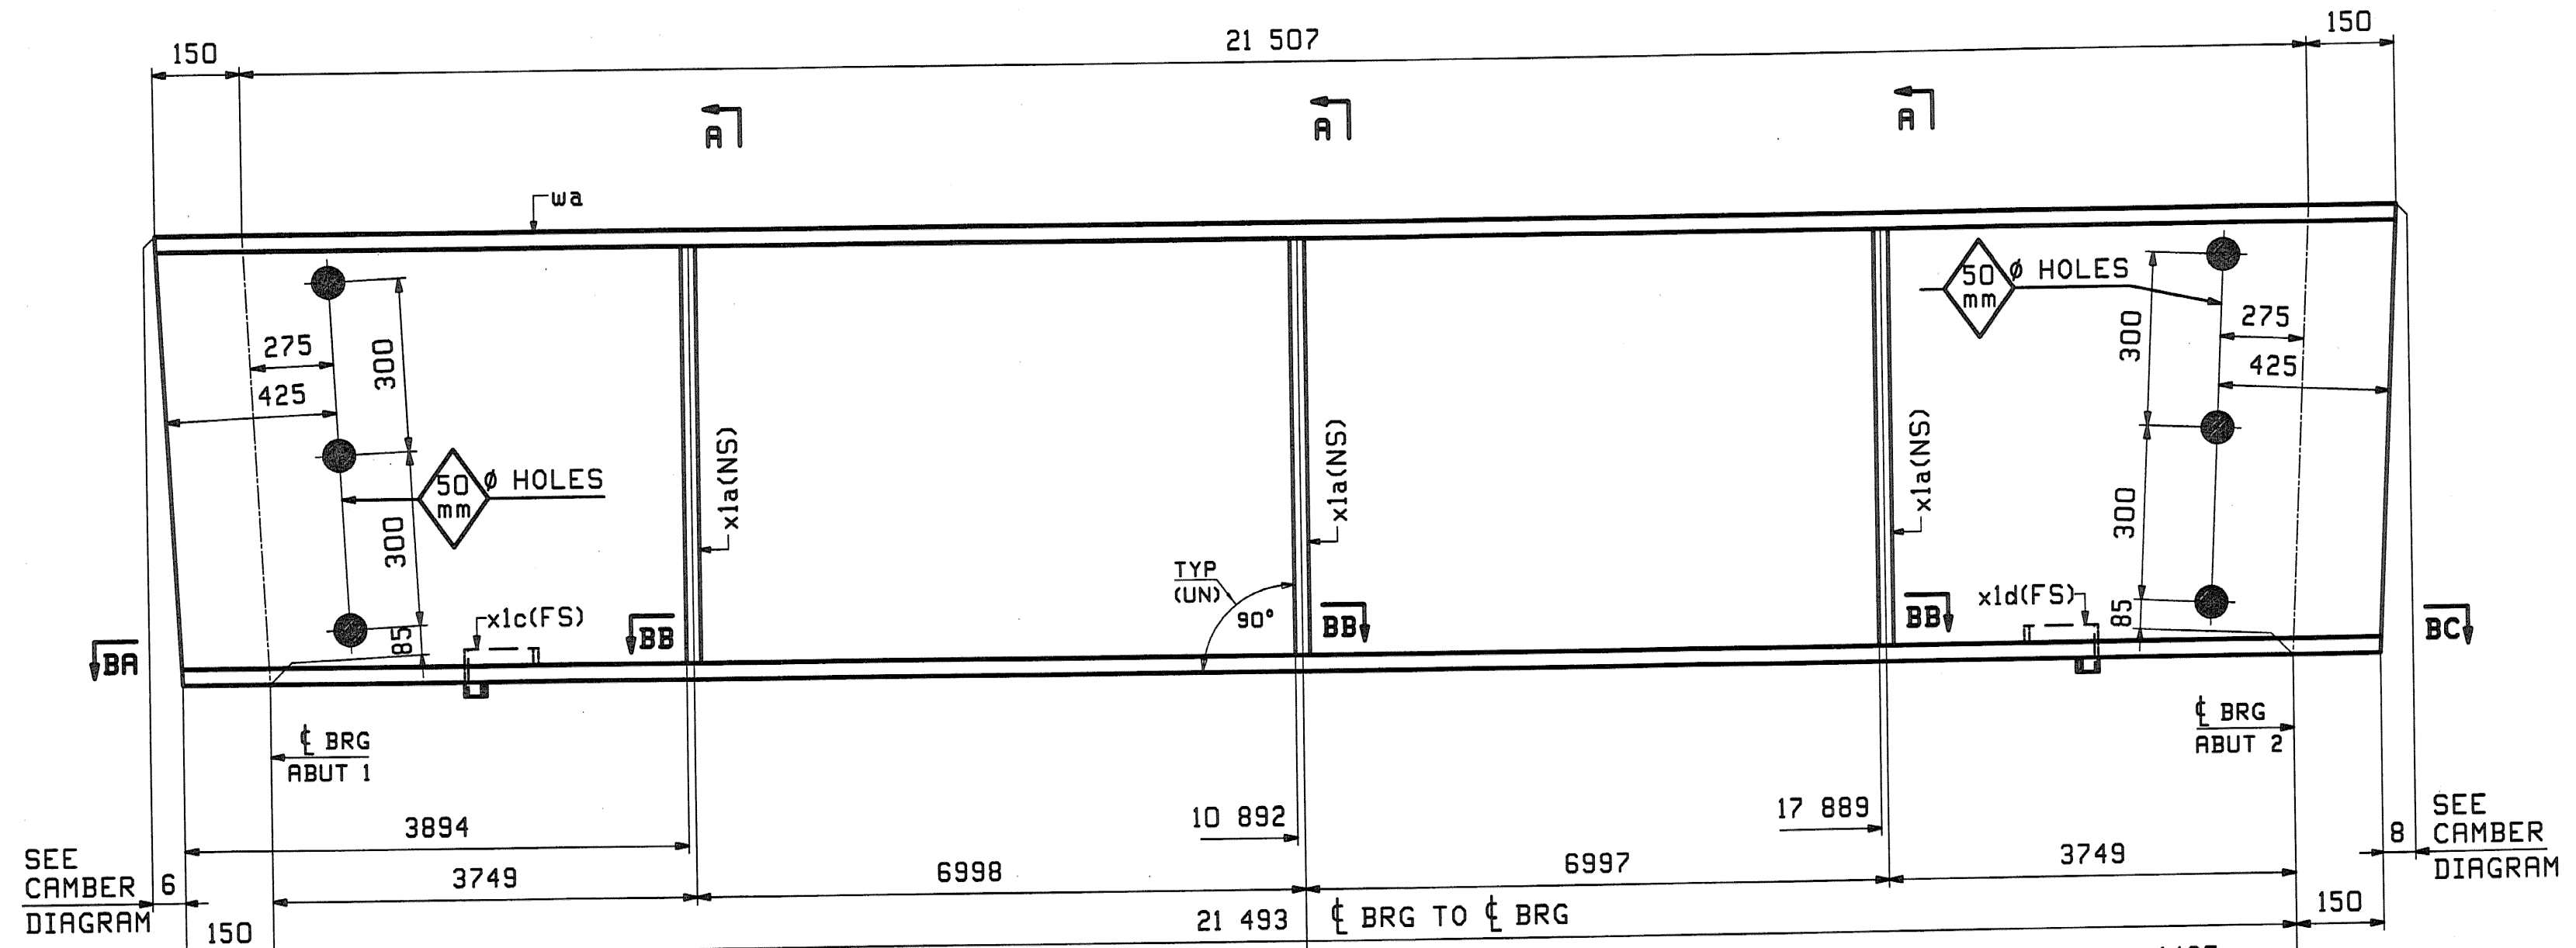 150
21 507
150
A
A
A
wa
50
mm
Ø HOLES
275
300
425
300
275
425
50
mm
Ø HOLES
300
85
x1a(NS)
x1a(NS)
x1a(NS)
300
85
TYP
(UN)
90°
x1c(FS)
BB
BB
x1d(FS)
BB
BA
BC
℄ BRG
ABUT 1
℄ BRG
ABUT 2
3894
10 892
17 889
SEE
CAMBER
DIAGRAM
6
3749
6998
6997
3749
8
SEE
CAMBER
DIAGRAM
150
21 493 ℄ BRG TO ℄ BRG
150